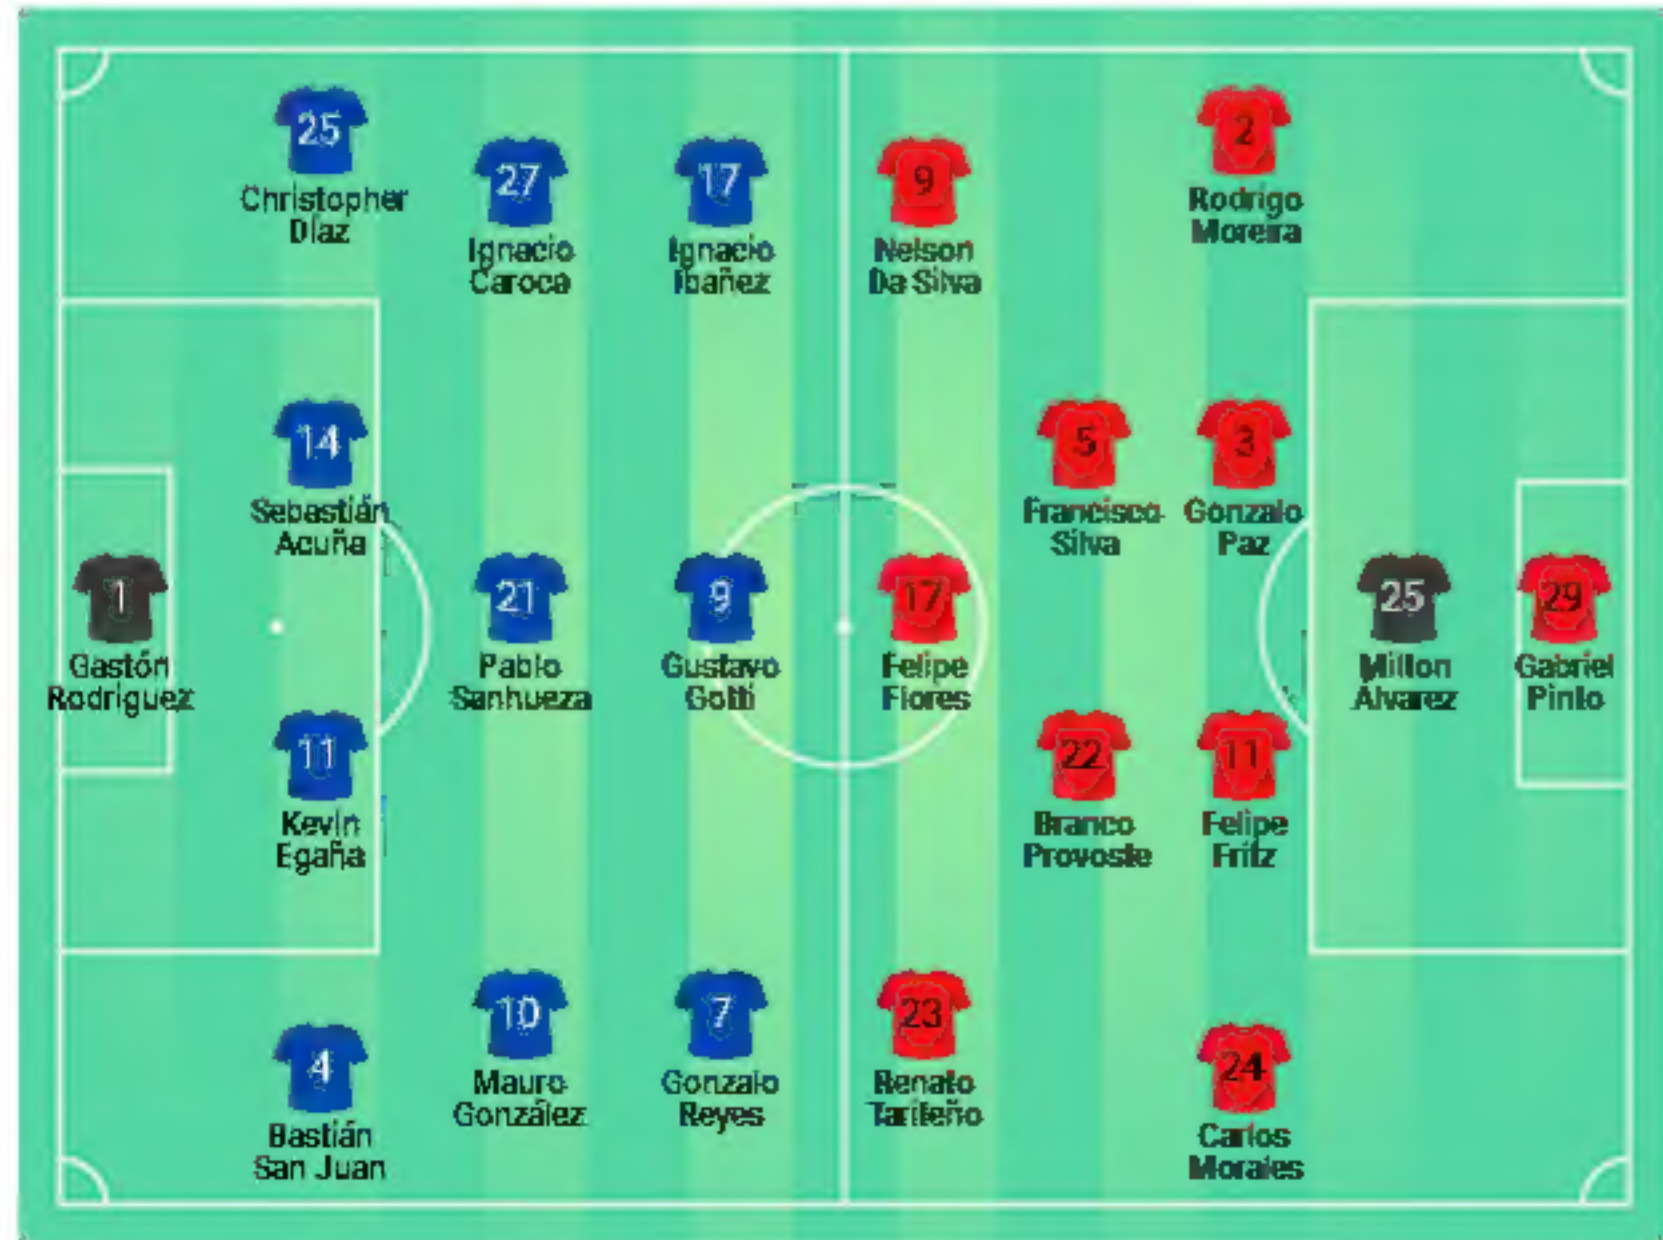 25
Christopher
Díaz
27
Ignacio
Caroca
17
Ignacio
Ibañez
9
Nelson
Da Silva
2
Rodrigo
Moreira
14
Sebastián
Acuña
5
Francisco
Silva
3
Gonzalo
Paz
1
Gastón
Rodríguez
21
Pablo
Sanhueza
9
Gustavo
Gotti
17
Felipe
Flores
25
Milton
Álvarez
29
Gabriel
Pinto
11
Kevin
Egaña
22
Branco
Provoste
11
Felipe
Fritz
4
Bastián
San Juan
10
Mauro
González
7
Gonzalo
Reyes
23
Renato
Tarifeño
24
Carlos
Morales